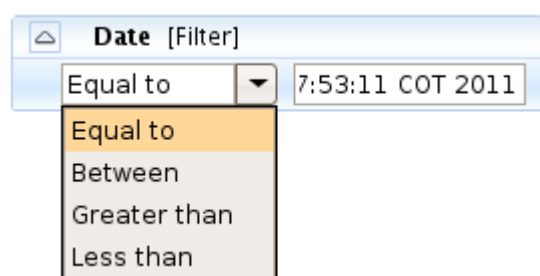 Date [Filter]
Equal to 7:53:11 COT 2011
Equal to
Between
Greater than
Less than